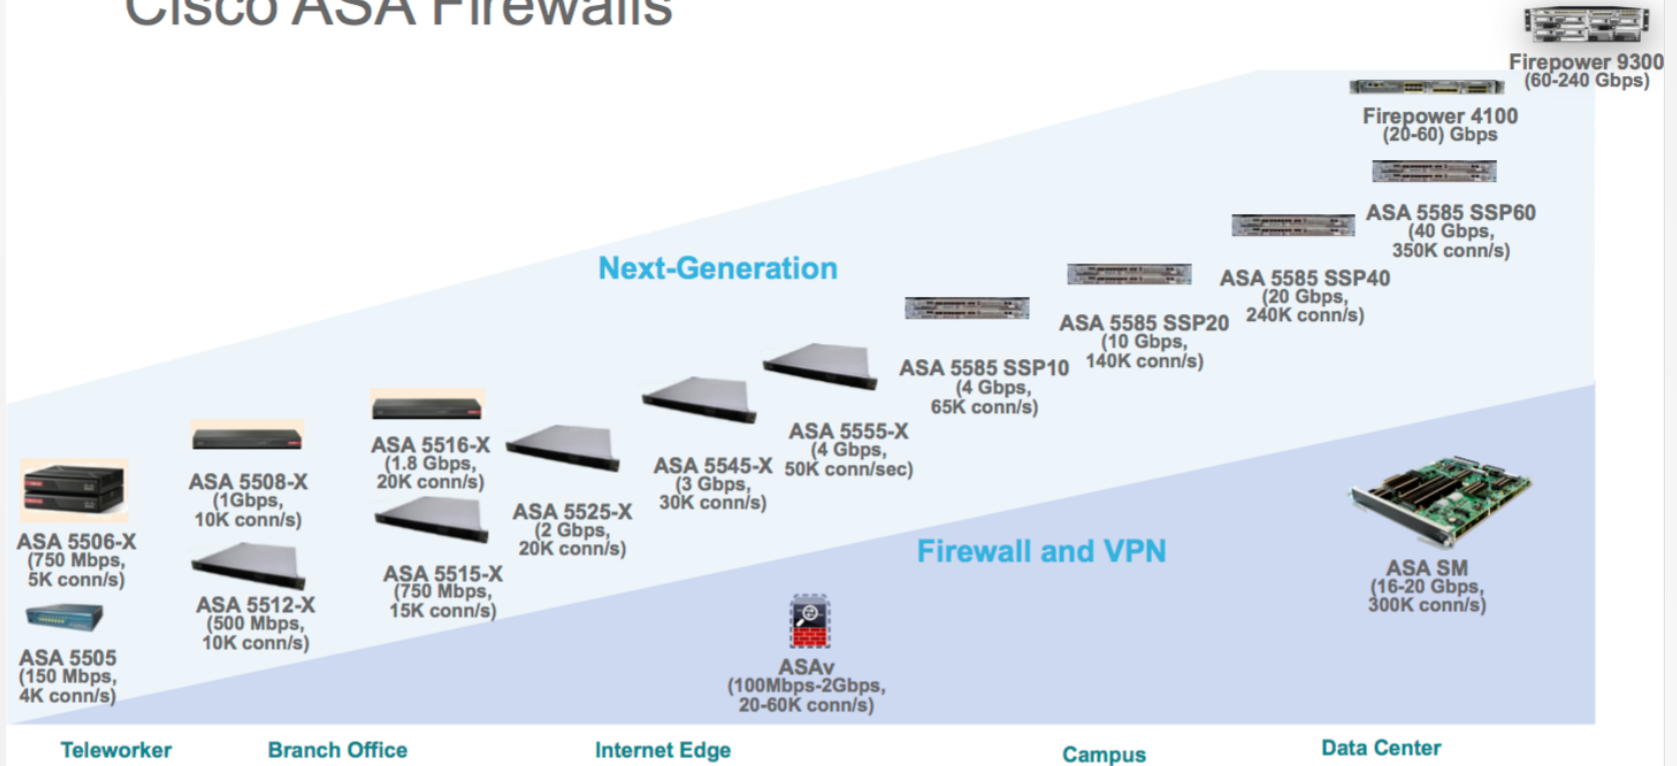 Cisco ASA Firewalls
Firepower 9300
(60-240 Gbps)
Firepower 4100
(20-60) Gbps
ASA 5585 SSP60
(40 Gbps,
350K conn/s)
Next-Generation
ASA 5585 SSP40
(20 Gbps,
240K conn/s)
ASA 5585 SSP20
(10 Gbps,
140K conn/s)
ASA 5585 SSP10
(4 Gbps,
65K conn/s)
ASA 5555-X
(4 Gbps,
50K conn/sec)
ASA 5545-X
(3 Gbps,
30K conn/s)
ASA 5516-X
(1.8 Gbps,
20K conn/s)
ASA 5508-X
(1Gbps,
10K conn/s)
ASA 5525-X
(2 Gbps,
20K conn/s)
ASA 5506-X
(750 Mbps,
5K conn/s)
ASA 5515-X
(750 Mbps,
15K conn/s)
ASA 5512-X
(500 Mbps,
10K conn/s)
ASA 5505
(150 Mbps,
4K conn/s)
Firewall and VPN
ASA SM
(16-20 Gbps,
300K conn/s)
ASAv
(100Mbps-2Gbps,
20-60K conn/s)
Teleworker
Branch Office
Internet Edge
Campus
Data Center